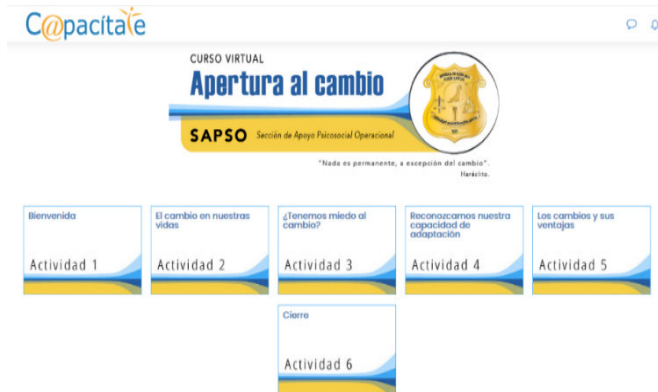 C@pacítate
CURSO VIRTUAL
Apertura al cambio
SAPSO Sección de Apoyo Psicosocial Operacional
"Nada es permanente, a excepción del cambio".
Heráclito.
Bienvenida
Actividad 1
El cambio en nuestras
vidas
Actividad 2
¿Tenemos miedo al
cambio?
Actividad 3
Reconozcamos nuestra
capacidad de
adaptación
Actividad 4
Los cambios y sus
ventajas
Actividad 5
Cierre
Actividad 6